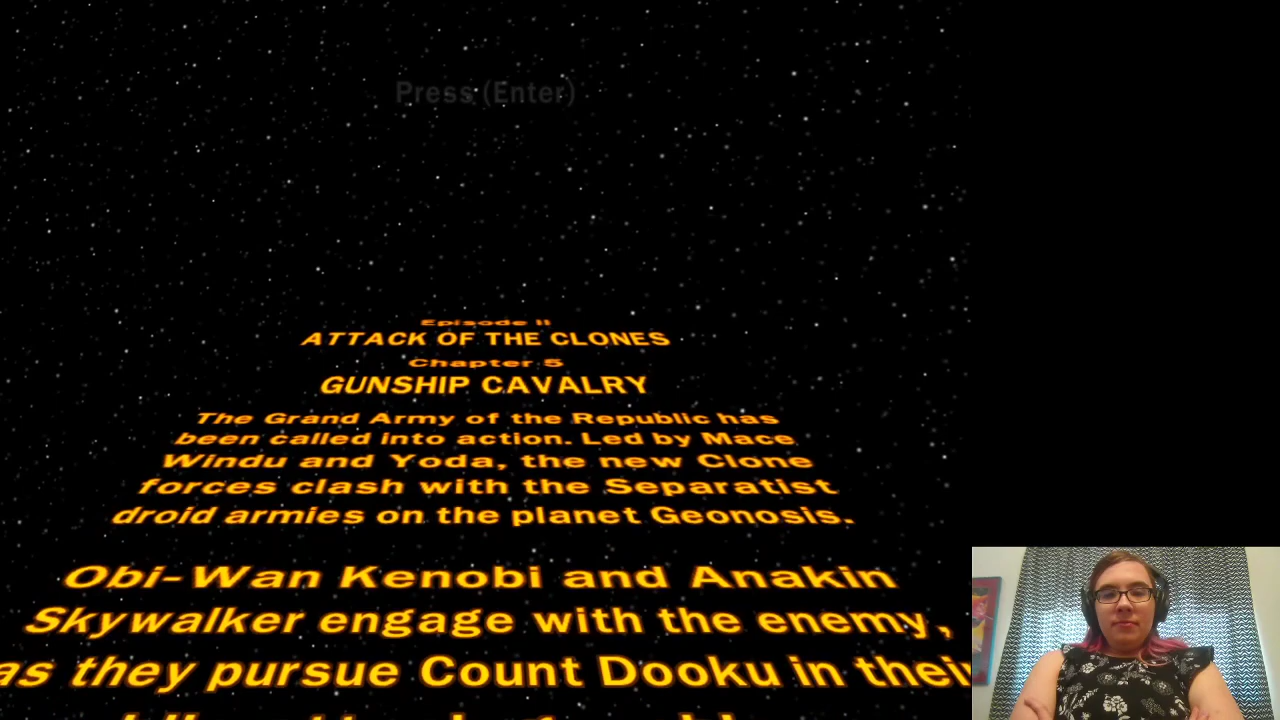 Press (Enter)
Episode II
ATTACK OF THE CLONES
Chapter 5
GUNSHIP CAVALRY
The Grand Army of the Republic has
been called into action. Led by Mace
Windu and Yoda, the new Clone
forces clash with the Separatist
droid armies on the planet Geonosis.
Obi-Wan Kenobi and Anakin
Skywalker engage with the enemy,
as they pursue Count Dooku in their